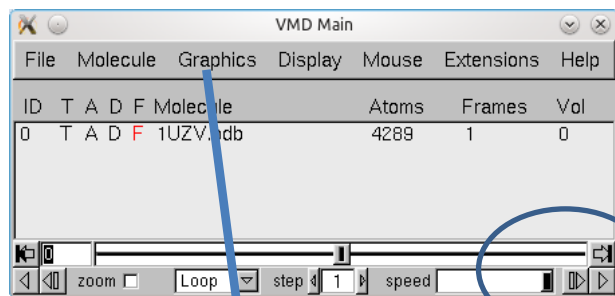 VMD Main
File Molecule Graphics Display Mouse Extensions Help
ID T A D F Molecule Atoms Frames Vol
0 T A D F 1UZV.pdb 4289 1 0
0
zoom Loop step 1 speed